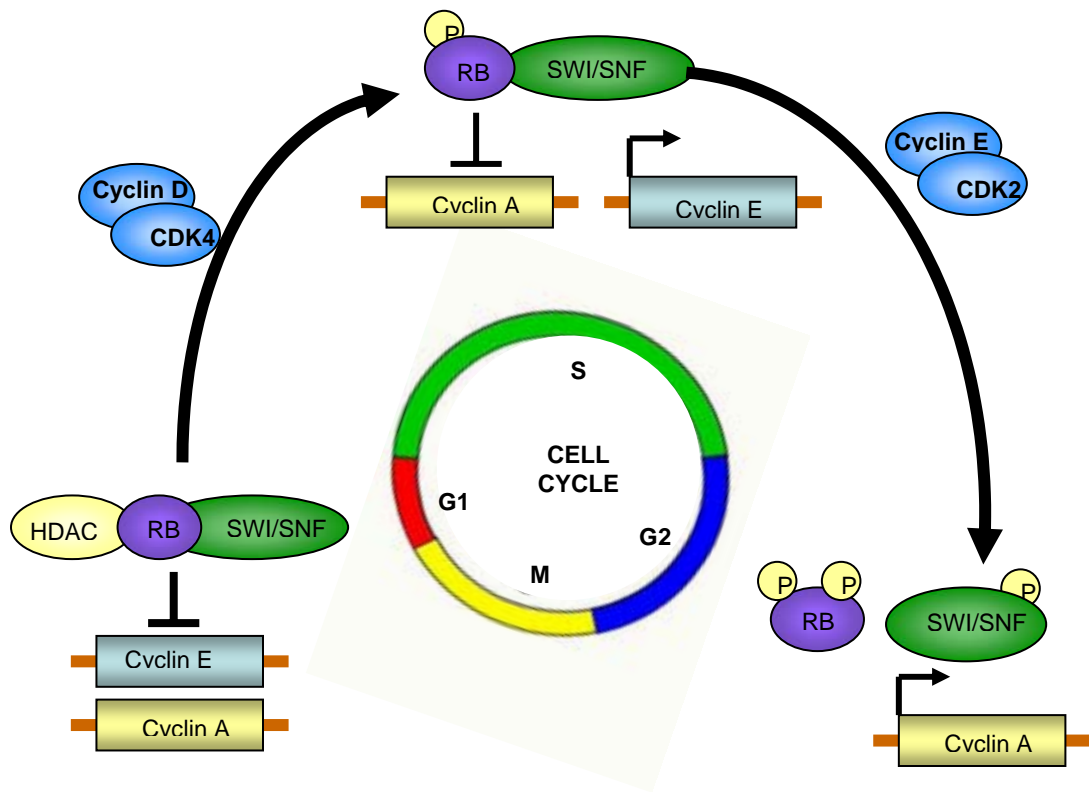 P
RB
SWI/SNF
Cyclin E
CDK2
Cyclin D
CDK4
Cyclin A
Cyclin E
S
CELL
CYCLE
G1
G2
M
HDAC
RB
SWI/SNF
Cyclin E
Cyclin A
P
P
RB
P
SWI/SNF
Cyclin A